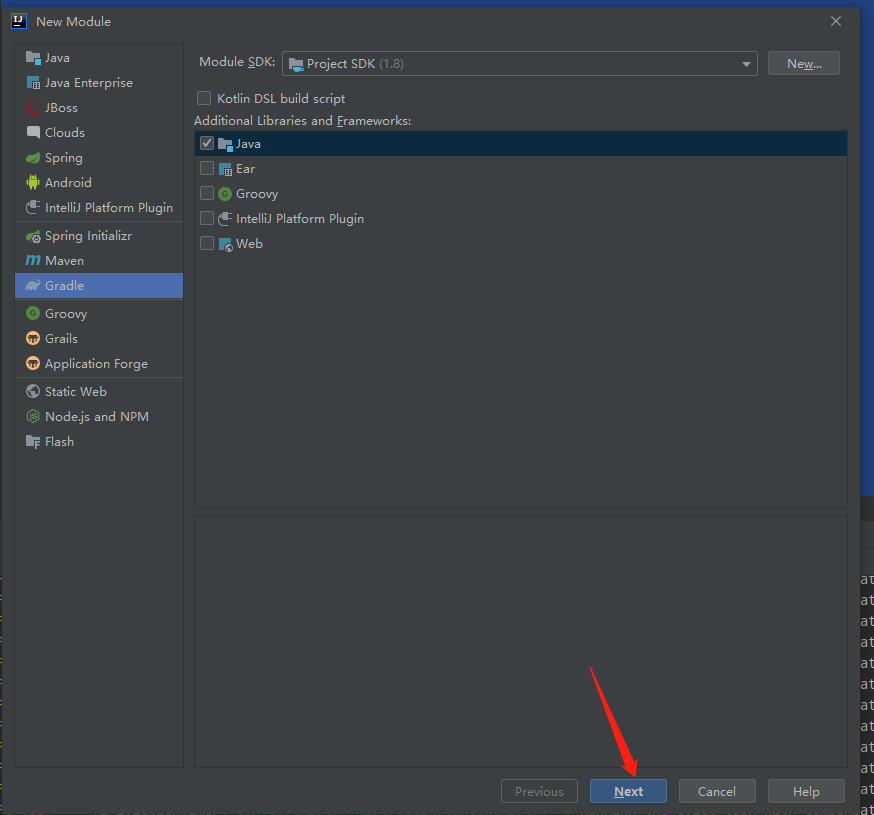 New Module
Java
Java Enterprise
JBoss
Clouds
Spring
Android
IntelliJ Platform Plugin
Spring Initializr
Maven
Gradle
Groovy
Grails
Application Forge
Static Web
Node.js and NPM
Flash
Module SDK: Project SDK (1.8) New...
Kotlin DSL build script
Additional Libraries and Frameworks:
Java
Ear
Groovy
IntelliJ Platform Plugin
Web
Previous Next Cancel Help
at
at
at
at
at
at
at
at
at
at
at
at